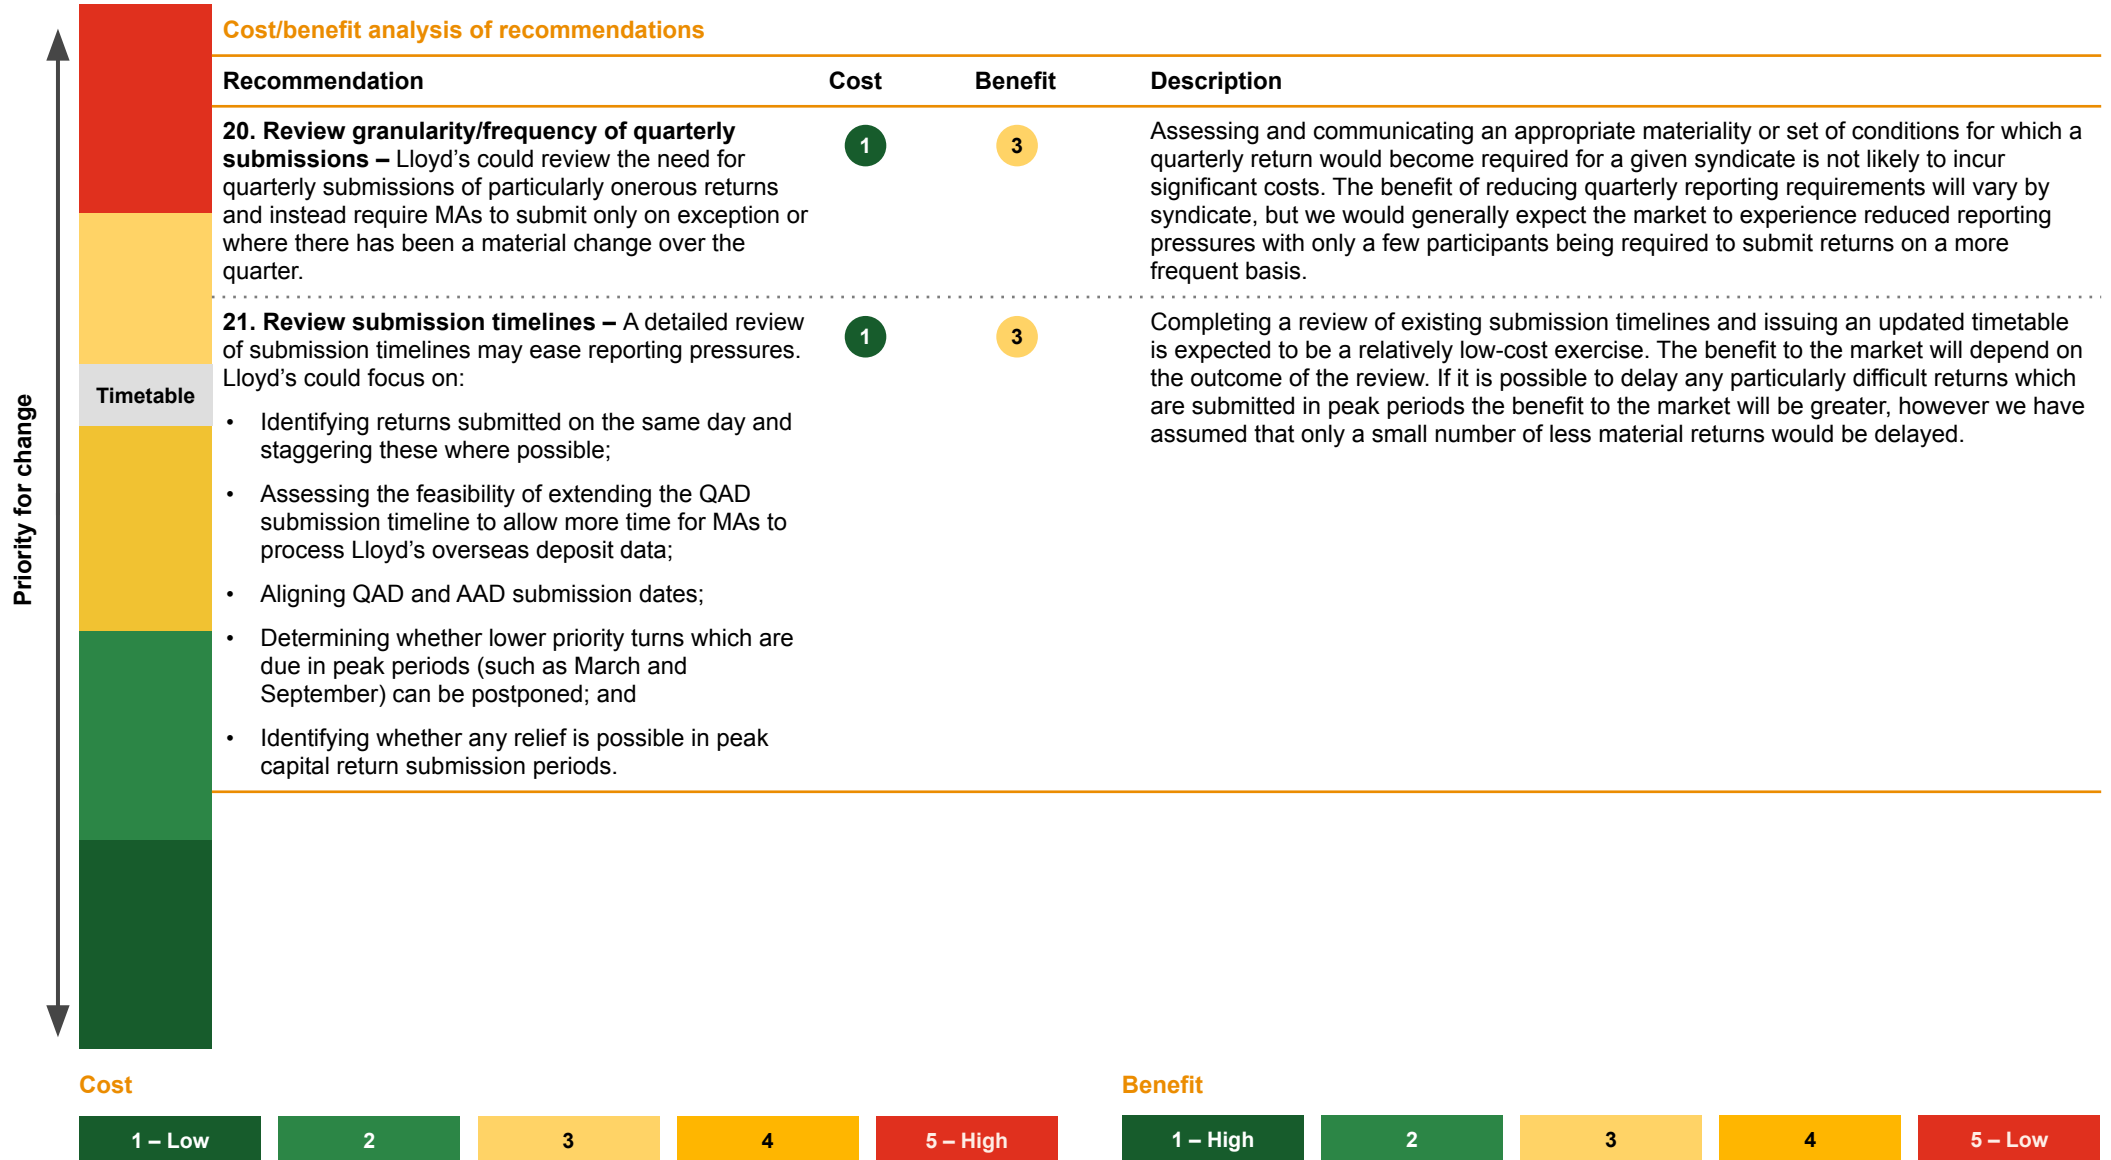 Cost/benefit analysis of recommendations
Recommendation Cost Benefit Description
20. Review granularity/frequency of quarterly
submissions – Lloyd’s could review the need for
quarterly submissions of particularly onerous returns
and instead require MAs to submit only on exception or
where there has been a material change over the
quarter.
1
3
Assessing and communicating an appropriate materiality or set of conditions for which a
quarterly return would become required for a given syndicate is not likely to incur
significant costs. The benefit of reducing quarterly reporting requirements will vary by
syndicate, but we would generally expect the market to experience reduced reporting
pressures with only a few participants being required to submit returns on a more
frequent basis.
21. Review submission timelines – A detailed review
of submission timelines may ease reporting pressures.
Lloyd’s could focus on:
• Identifying returns submitted on the same day and
staggering these where possible;
• Assessing the feasibility of extending the QAD
submission timeline to allow more time for MAs to
process Lloyd’s overseas deposit data;
• Aligning QAD and AAD submission dates;
• Determining whether lower priority turns which are
due in peak periods (such as March and
September) can be postponed; and
• Identifying whether any relief is possible in peak
capital return submission periods.
1
3
Completing a review of existing submission timelines and issuing an updated timetable
is expected to be a relatively low-cost exercise. The benefit to the market will depend on
the outcome of the review. If it is possible to delay any particularly difficult returns which
are submitted in peak periods the benefit to the market will be greater, however we have
assumed that only a small number of less material returns would be delayed.
Priority for change
Timetable
Cost
1 – Low 2 3 4 5 – High
Benefit
1 – High 2 3 4 5 – Low